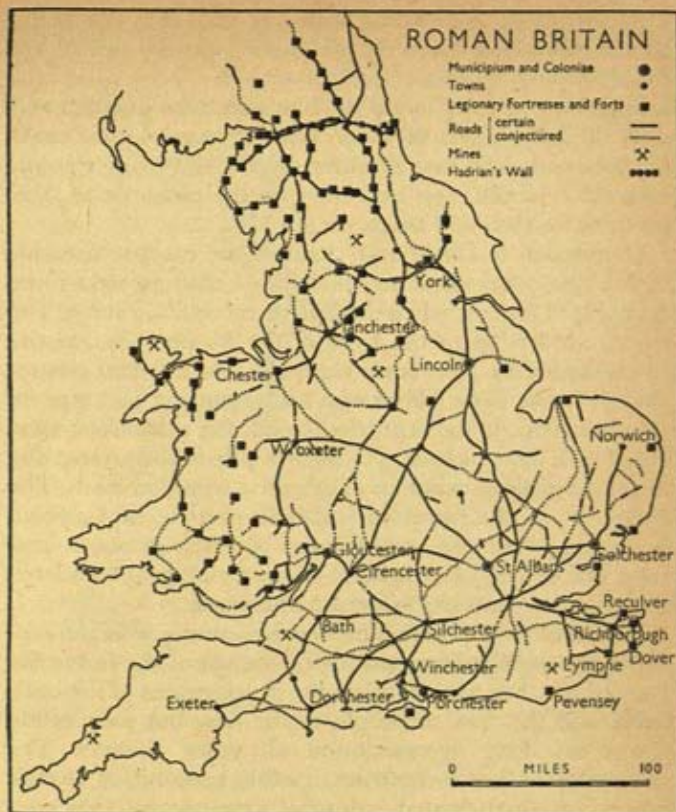 ROMAN BRITAIN
Municipium and Coloniae
Towns
Legionary Fortresses and Forts
Roads certain
conjectured
Mines
Hadrian's Wall
York
Manchester
Lincoln
Chester
Norwich
Wroxeter
Gloucester
Colchester
Cirencester
St Albans
Reculver
Bath
Silchester
Richborough
Dover
Winchester
Lympne
Exeter
Dorchester
Porchester
Pevensey
0 MILES 100